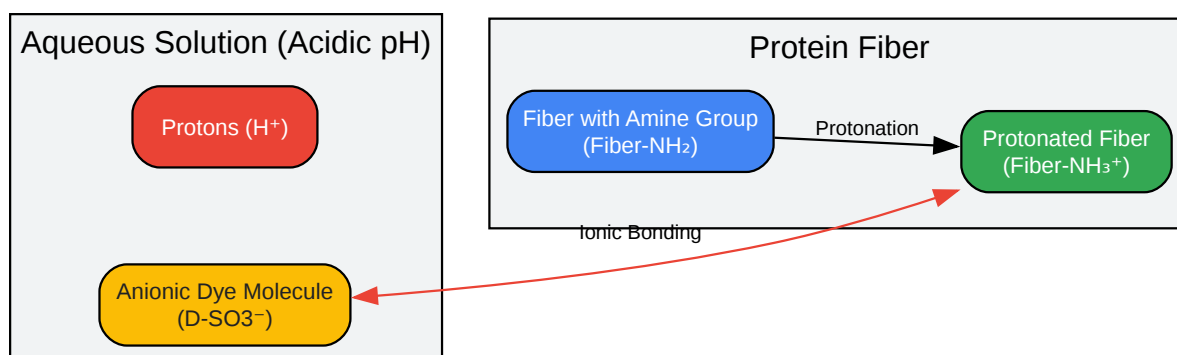 Aqueous Solution (Acidic pH)
Protons (H⁺)
Anionic Dye Molecule
(D-SO3⁻)
Protein Fiber
Fiber with Amine Group
(Fiber-NH₂)
Protonation
Protonated Fiber
(Fiber-NH₃⁺)
Ionic Bonding